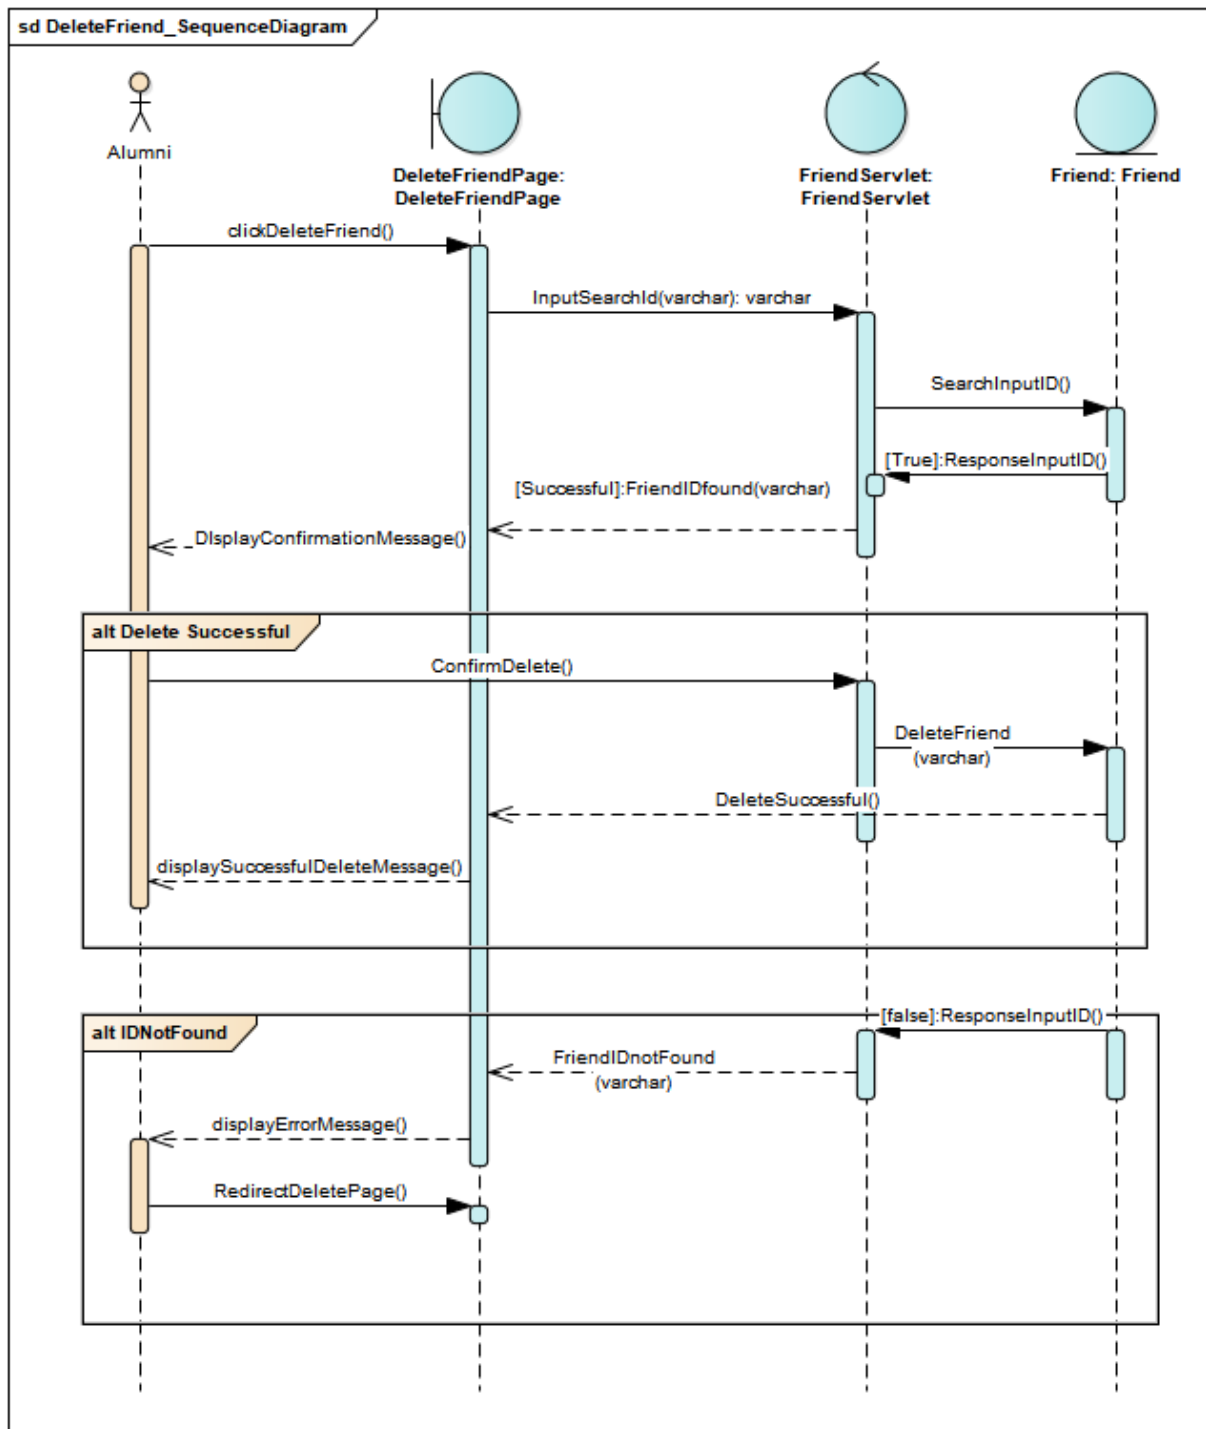 sd DeleteFriend_SequenceDiagram
Alumni
DeleteFriendPage:
DeleteFriendPage
FriendServlet:
FriendServlet
Friend: Friend
clickDeleteFriend()
InputSearchId(varchar): varchar
SearchInputID()
[True]:ResponseInputID()
[Successful]:FriendIDfound(varchar)
DIsplayConfirmationMessage()
alt Delete Successful
ConfirmDelete()
DeleteFriend
(varchar)
DeleteSuccessful()
displaySuccessfulDeleteMessage()
alt IDNotFound
[false]:ResponseInputID()
FriendIDnotFound
(varchar)
displayErrorMessage()
RedirectDeletePage()